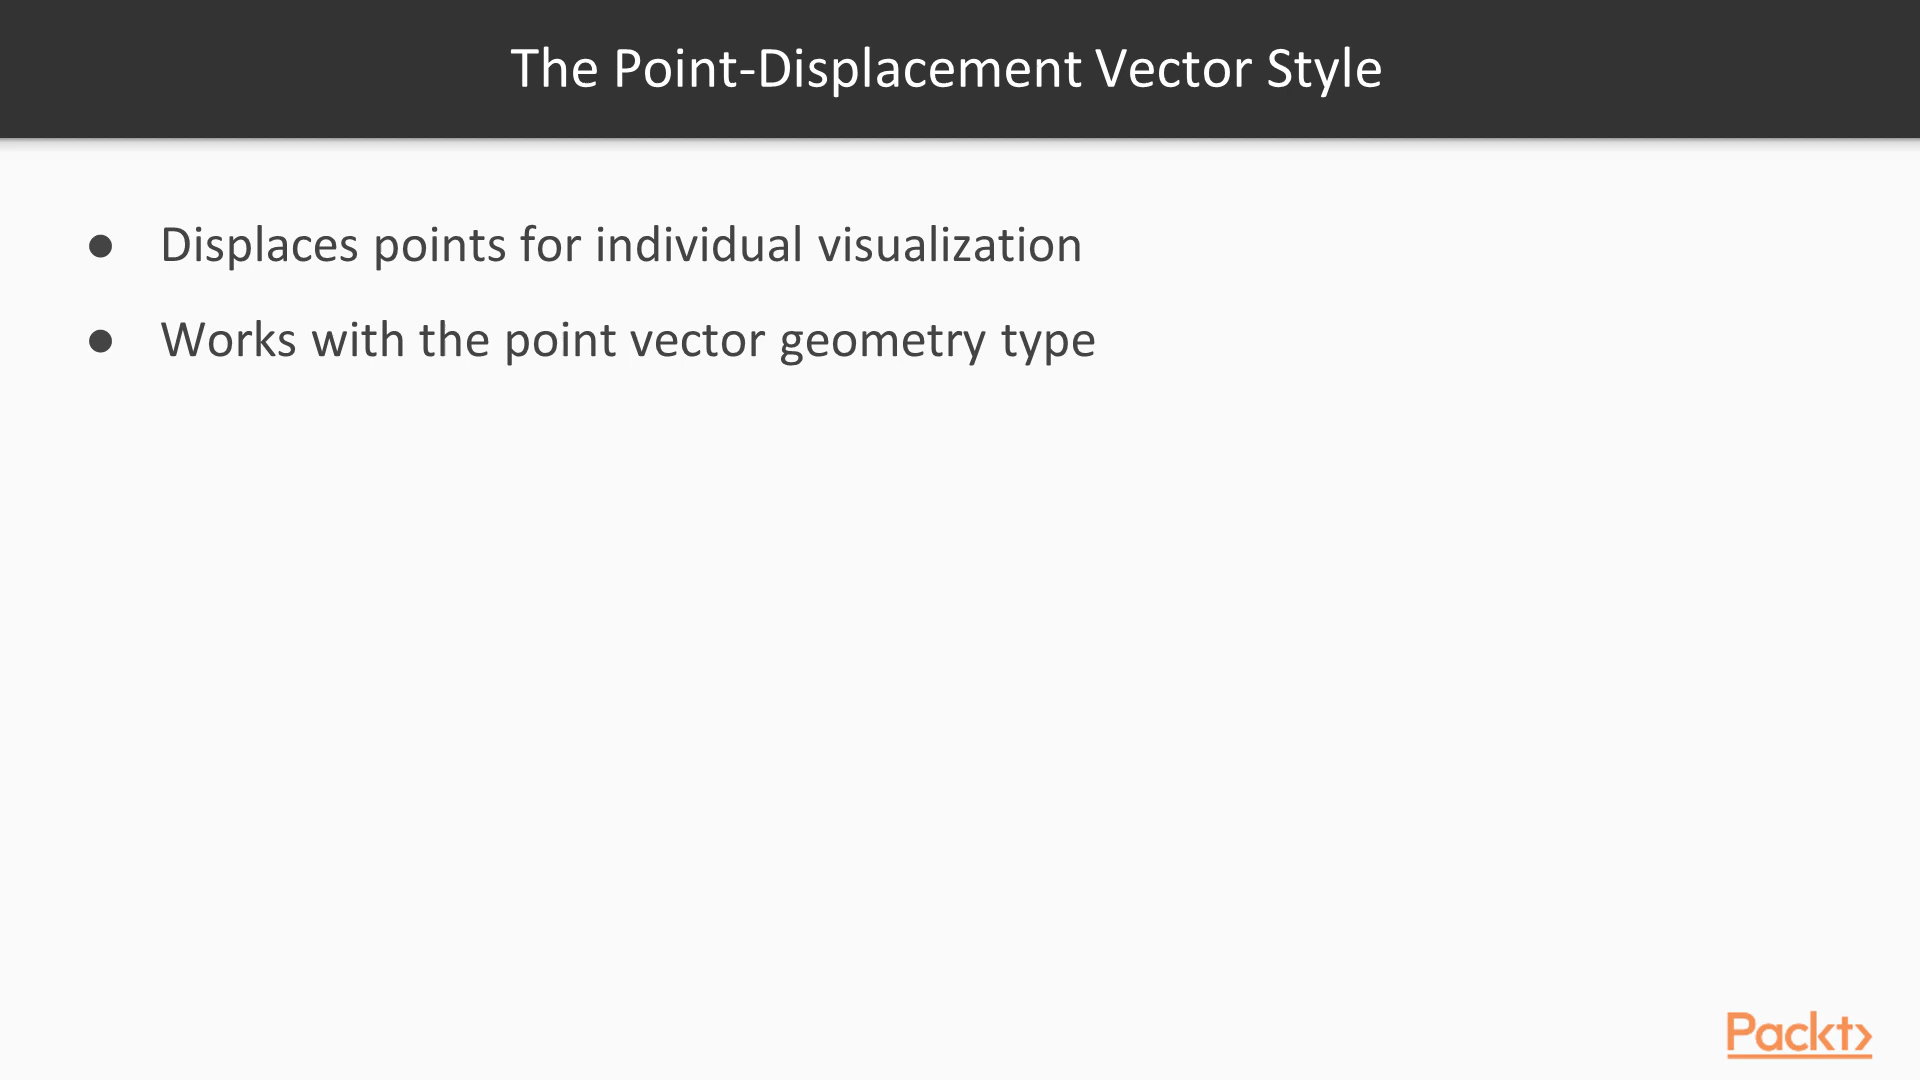 The Point-Displacement Vector Style
● Displaces points for individual visualization
● Works with the point vector geometry type
Packt>